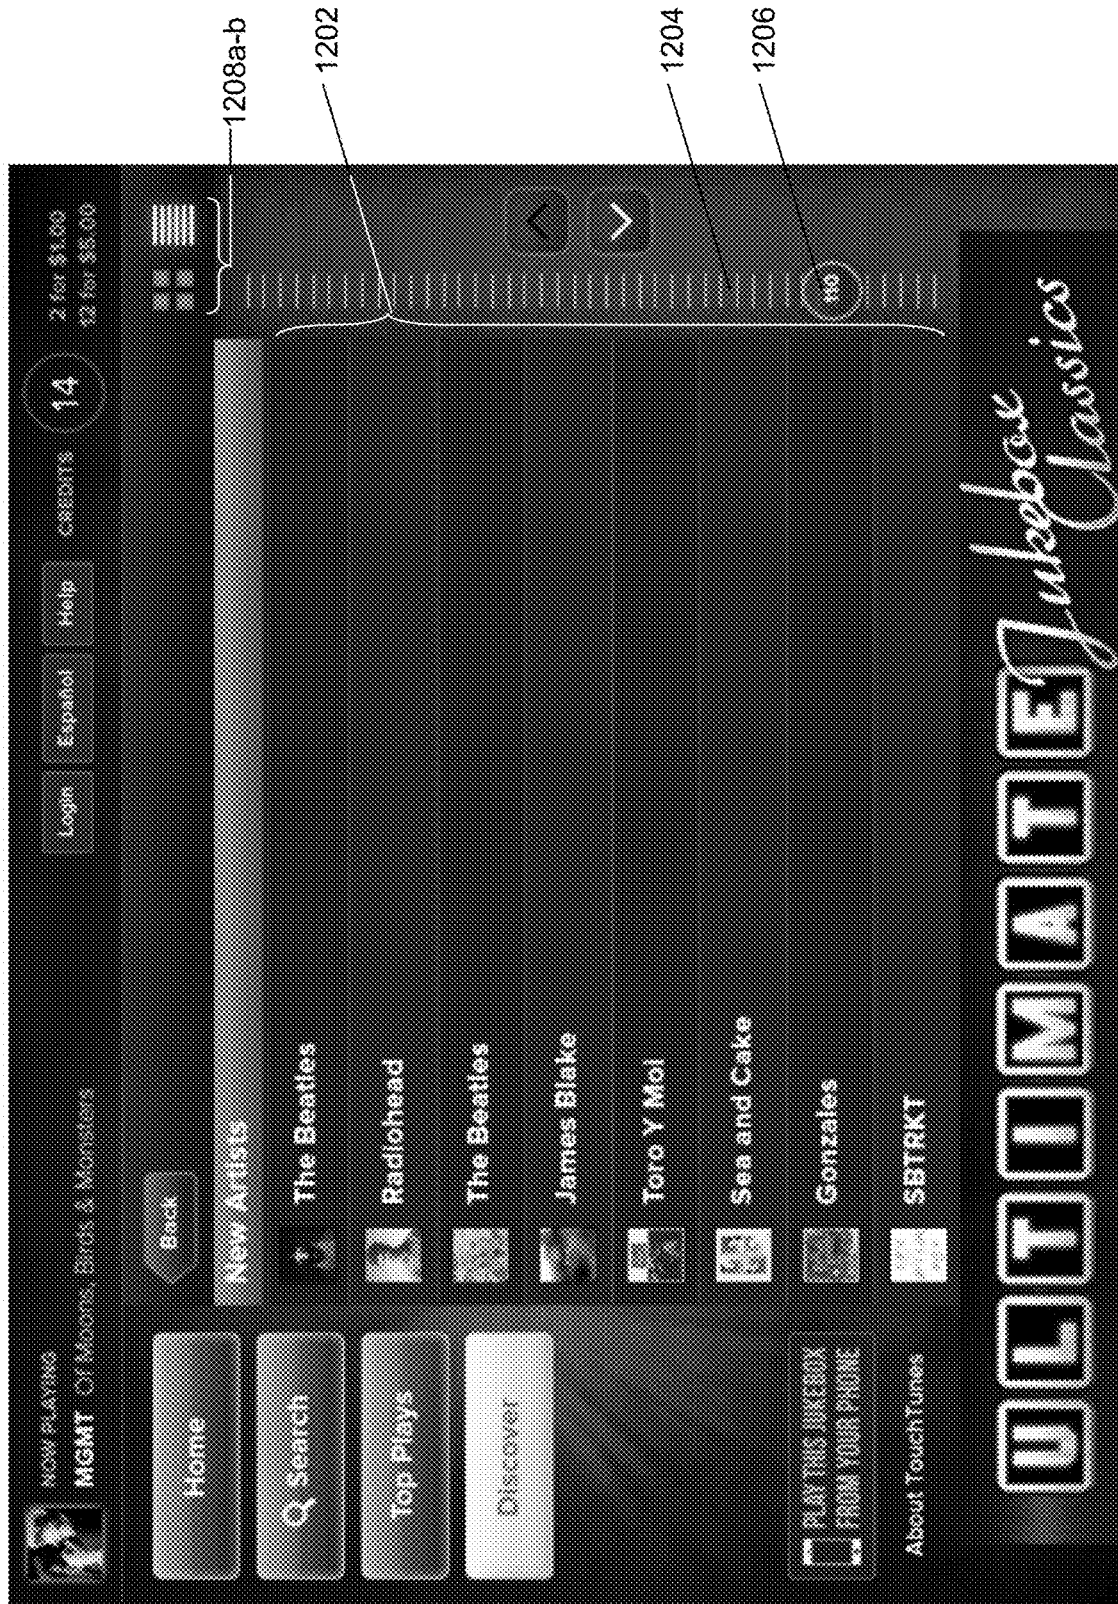 NOW PLAYING
MGMT Of Moons, Birds & Monsters
Login
Español
Help
CREDITS
14
2 for $1.00
12 for $5.00
Home
Search
Top Plays
Discover
PLAY THIS JUKEBOX
FROM YOUR PHONE
About TouchTunes
Back
New Artists
The Beatles
Radiohead
The Beatles
James Blake
Toro Y Moi
Sea and Cake
Gonzales
SBTRKT
110
1208a-b
1202
1204
1206
ULTIMATE Jukebox
Classics